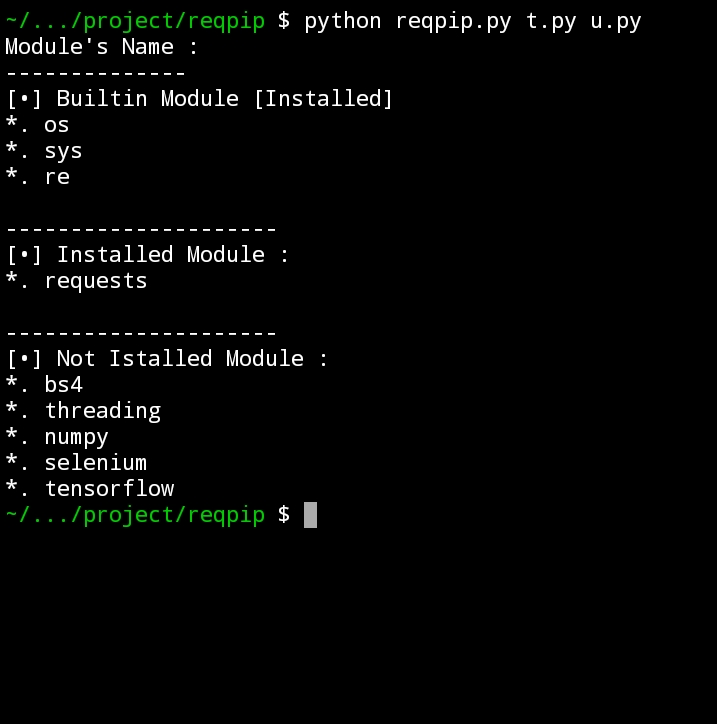 ~/.../project/reqpip $ python reqpip.py t.py u.py
Module's Name :
--------------
[•] Builtin Module [Installed]
*. os
*. sys
*. re
---------------------
[•] Installed Module :
*. requests
---------------------
[•] Not Istalled Module :
*. bs4
*. threading
*. numpy
*. selenium
*. tensorflow
~/.../project/reqpip $